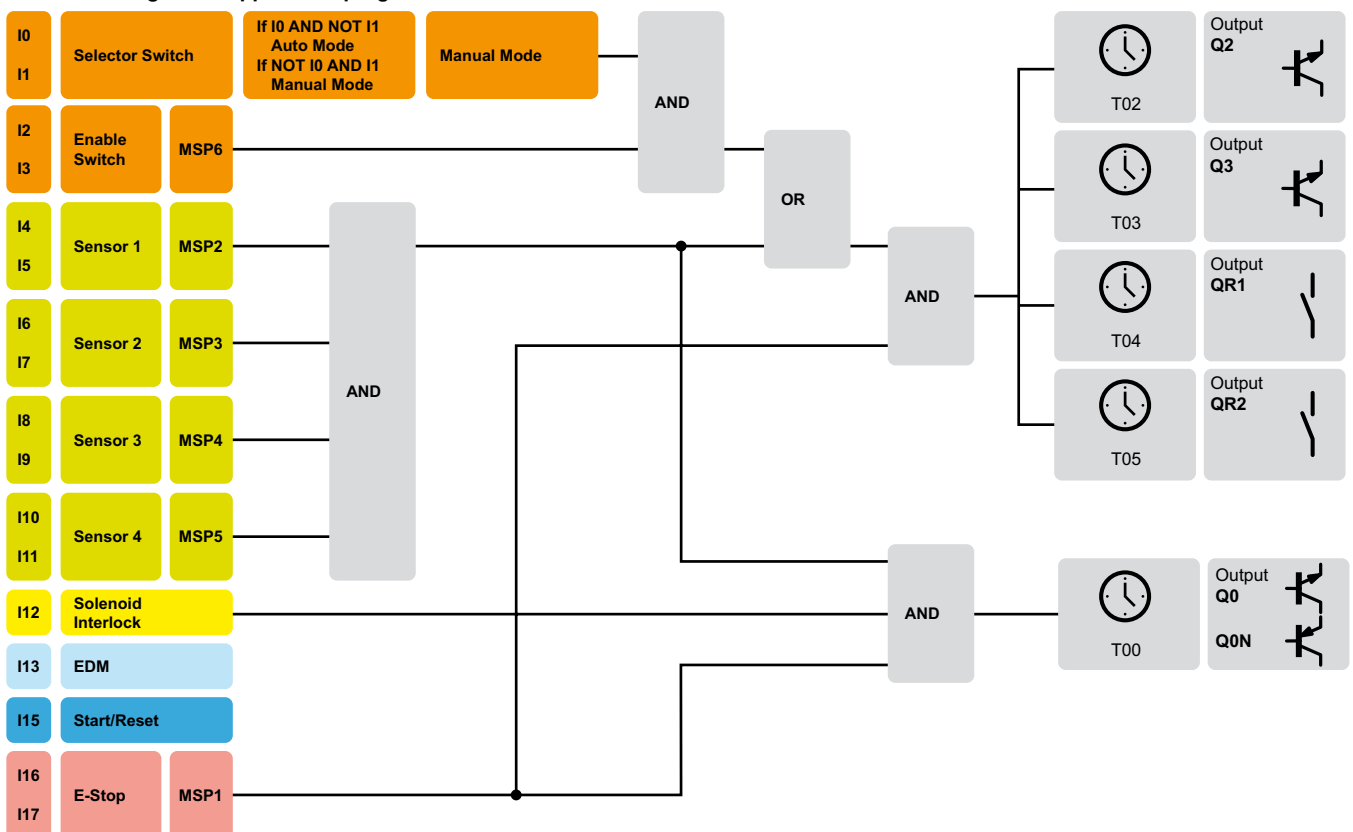 I0
I1
Selector Switch
If I0 AND NOT I1
Auto Mode
If NOT I0 AND I1
Manual Mode
Manual Mode
AND
I2
I3
Enable
Switch
MSP6
OR
I4
I5
Sensor 1
MSP2
AND
AND
I6
I7
Sensor 2
MSP3
I8
I9
Sensor 3
MSP4
I10
I11
Sensor 4
MSP5
I12
Solenoid
Interlock
AND
I13
EDM
I15
Start/Reset
I16
I17
E-Stop
MSP1
T02
Output
Q2
T03
Output
Q3
T04
Output
QR1
T05
Output
QR2
T00
Output
Q0
Q0N